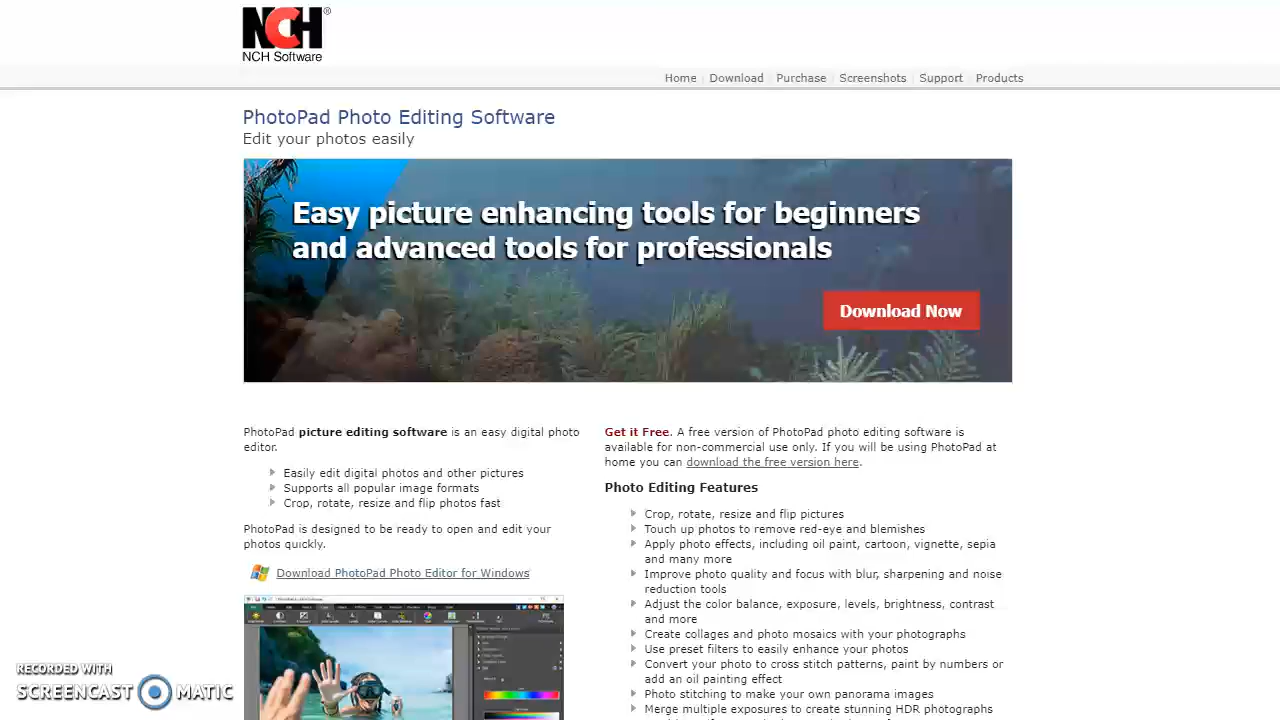 NCH®
NCH Software
Home Download Purchase Screenshots Support Products
PhotoPad Photo Editing Software
Edit your photos easily
Easy picture enhancing tools for beginners
and advanced tools for professionals
Download Now
PhotoPad picture editing software is an easy digital photo
editor.
Easily edit digital photos and other pictures
Supports all popular image formats
Crop, rotate, resize and flip photos fast
PhotoPad is designed to be ready to open and edit your
photos quickly.
Download PhotoPad Photo Editor for Windows
Get it Free. A free version of PhotoPad photo editing software is
available for non-commercial use only. If you will be using PhotoPad at
home you can download the free version here.
Photo Editing Features
Crop, rotate, resize and flip pictures
Touch up photos to remove red-eye and blemishes
Apply photo effects, including oil paint, cartoon, vignette, sepia
and many more
Improve photo quality and focus with blur, sharpening and noise
reduction tools
Adjust the color balance, exposure, levels, brightness, contrast
and more
Create collages and photo mosaics with your photographs
Use preset filters to easily enhance your photos
Convert your photo to cross stitch patterns, paint by numbers or
add an oil painting effect
Photo stitching to make your own panorama images
Merge multiple exposures to create stunning HDR photographs
RECORDED WITH
SCREENCAST MATIC